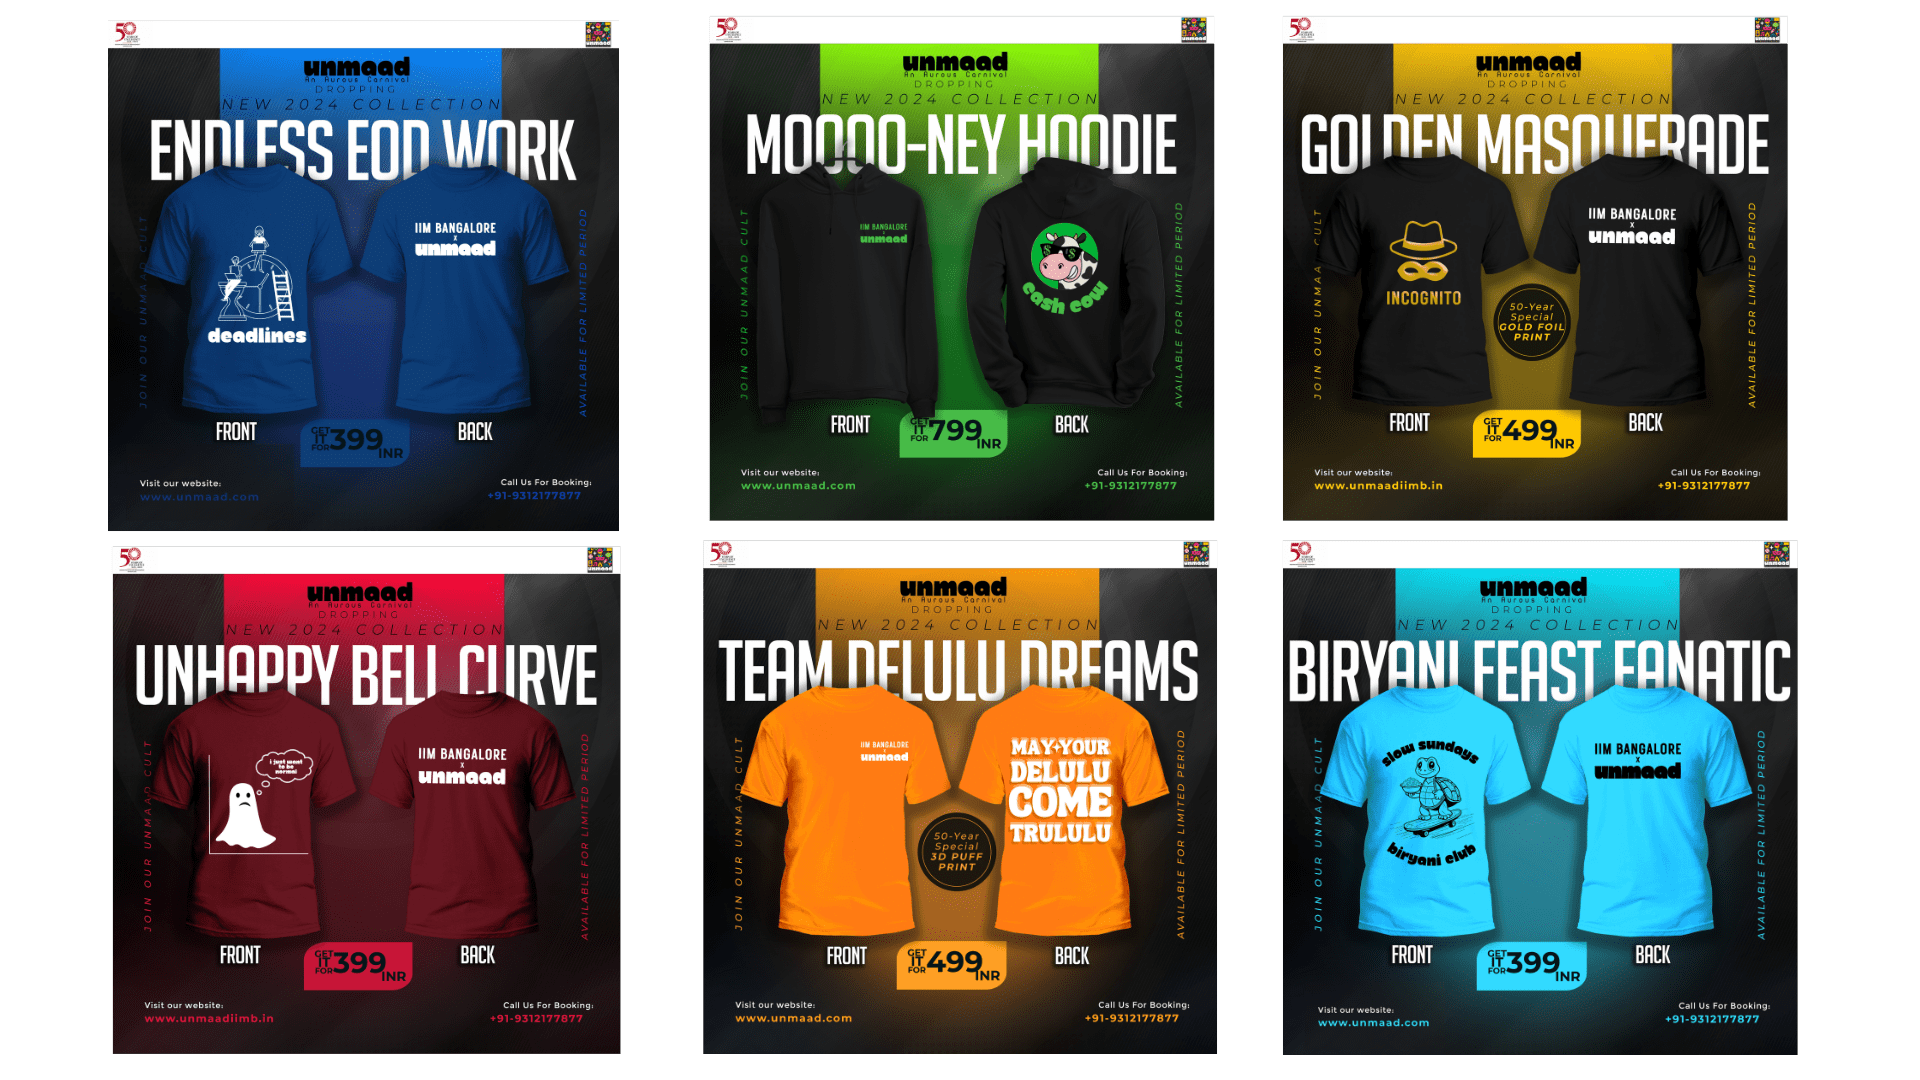 50
unmaad
unmaad
An Aurous Carnival
DROPPING
NEW 2024 COLLECTION
ENDLESS EOD WORK
JOIN OUR UNMAAD CULT
deadlines
IIM BANGALORE
x
unmaad
AVAILABLE FOR LIMITED PERIOD
FRONT
BACK
GET IT FOR 399 INR
Visit our website:
www.unmaad.com
Call Us For Booking:
+91-9312177877
50
unmaad
unmaad
An Aurous Carnival
DROPPING
NEW 2024 COLLECTION
MOOOO-NEY HOODIE
JOIN OUR UNMAAD CULT
IIM BANGALORE
x
unmaad
$ $
cash cow
AVAILABLE FOR LIMITED PERIOD
FRONT
BACK
GET IT FOR 799 INR
Visit our website:
www.unmaad.com
Call Us For Booking:
+91-9312177877
50
unmaad
unmaad
An Aurous Carnival
DROPPING
NEW 2024 COLLECTION
GOLDEN MASQUERADE
JOIN OUR UNMAAD CULT
INCOGNITO
50-Year
Special
GOLD FOIL
PRINT
IIM BANGALORE
x
unmaad
AVAILABLE FOR LIMITED PERIOD
FRONT
BACK
GET IT FOR 499 INR
Visit our website:
www.unmaadiimb.in
Call Us For Booking:
+91-9312177877
50
unmaad
unmaad
An Aurous Carnival
DROPPING
NEW 2024 COLLECTION
UNHAPPY BELL CURVE
JOIN OUR UNMAAD CULT
i just want
to be
normal
IIM BANGALORE
x
unmaad
AVAILABLE FOR LIMITED PERIOD
FRONT
BACK
GET IT FOR 399 INR
Visit our website:
www.unmaadiimb.in
Call Us For Booking:
+91-9312177877
50
unmaad
unmaad
An Aurous Carnival
DROPPING
NEW 2024 COLLECTION
TEAM DELULU DREAMS
JOIN OUR UNMAAD CULT
IIM BANGALORE
x
unmaad
50-Year
Special
3D PUFF
PRINT
MAY YOUR
DELULU
COME
TRULULU
AVAILABLE FOR LIMITED PERIOD
FRONT
BACK
GET IT FOR 499 INR
Visit our website:
www.unmaad.com
Call Us For Booking:
+91-9312177877
50
unmaad
unmaad
An Aurous Carnival
DROPPING
NEW 2024 COLLECTION
BIRYANI FEAST FANATIC
JOIN OUR UNMAAD CULT
slow sundays
biryani club
IIM BANGALORE
x
unmaad
AVAILABLE FOR LIMITED PERIOD
FRONT
BACK
GET IT FOR 399 INR
Visit our website:
www.unmaad.com
Call Us For Booking:
+91-9312177877